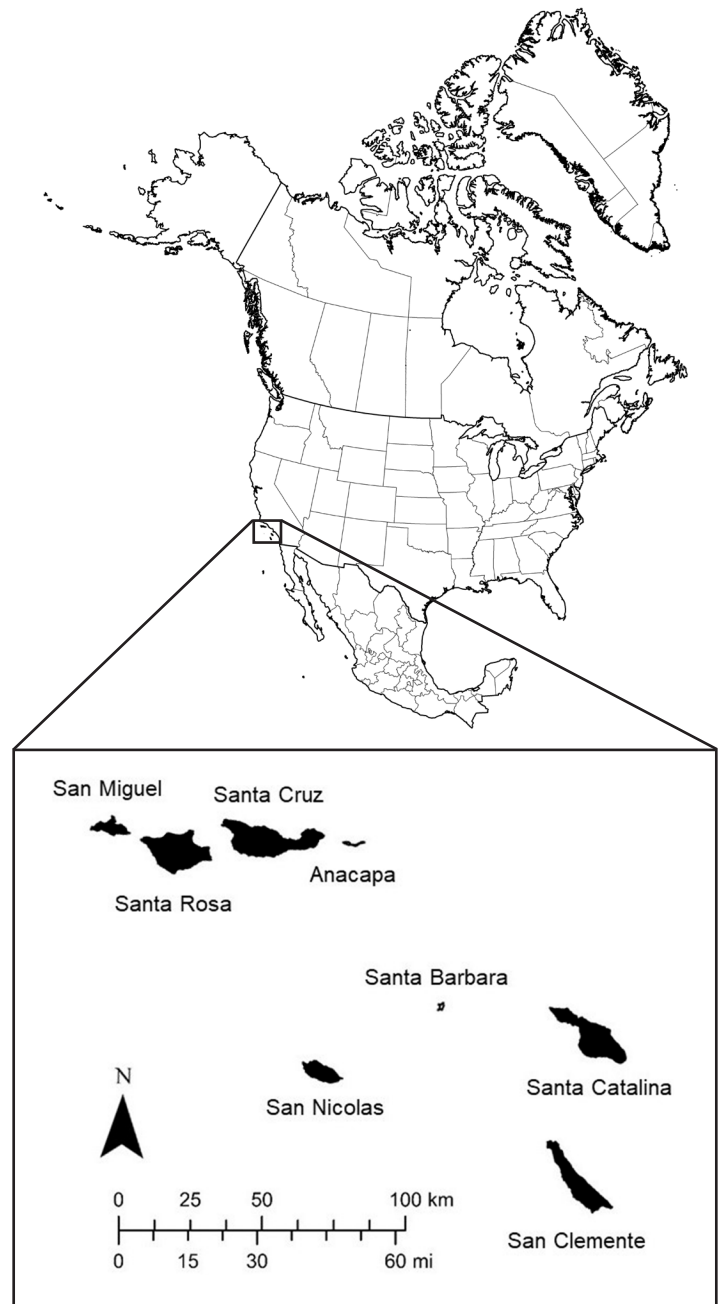 San Miguel
Santa Cruz
Anacapa
Santa Rosa
Santa Barbara
Santa Catalina
San Nicolas
N
San Clemente
0 25 50 100 km
0 15 30 60 mi